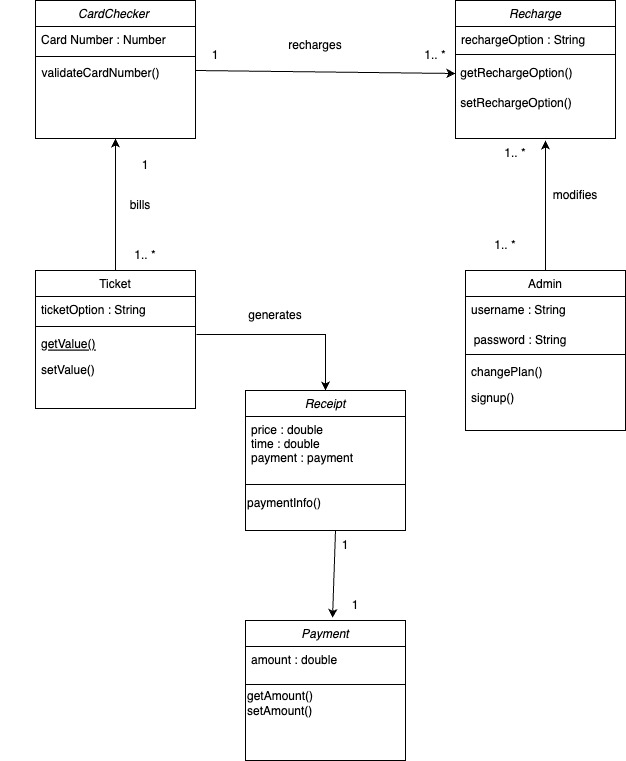 CardChecker
Card Number : Number
validateCardNumber()
1
recharges
1.. *
Recharge
rechargeOption : String
getRechargeOption()
setRechargeOption()
1
bills
1.. *
1.. *
modifies
1.. *
Ticket
ticketOption : String
getValue()
setValue()
generates
Admin
username : String
password : String
changePlan()
signup()
Receipt
price : double
time : double
payment : payment
paymentInfo()
1
1
Payment
amount : double
getAmount()
setAmount()